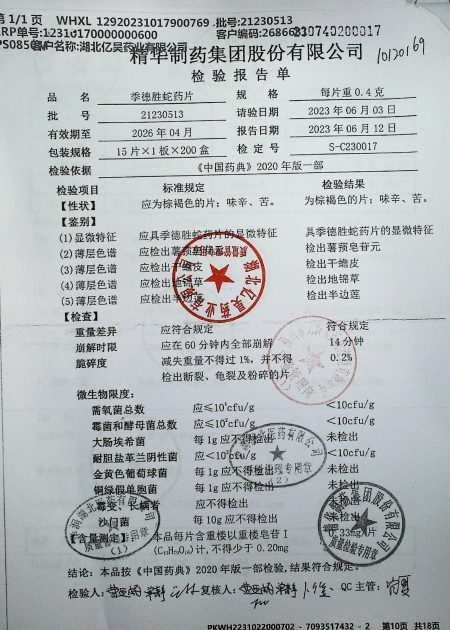 第1/1页 WHXL 12920231017900769 批号:21230513
ERP单号:1231017000000600 客户编码:2686623
客户名称:湖北亿昊药业有限公司
10120169
精华制药集团股份有限公司
检验报告单
品名 季德胜蛇药片 规格 每片重0.4克
批号 21230513 请验日期 2023年06月03日
有效期至 2026年04月 报告日期 2023年06月12日
包装规格 15片×1板×200盒 检定号 S-C230017
检验依据 《中国药典》2020年版一部
检验项目 标准规定 检验结果
【性状】 应为棕褐色的片；味辛、苦。 为棕褐色的片；味辛、苦。
【鉴别】
(1)显微特征 应具季德胜蛇药片的显微特征 具季德胜蛇药片的显微特征
(2)薄层色谱 应检出薯蓣皂苷元 检出薯蓣皂苷元
(3)薄层色谱 应检出干蟾皮 检出干蟾皮
(4)薄层色谱 应检出地锦草 检出地锦草
(5)薄层色谱 应检出半边莲 检出半边莲
【检查】
重量差异 应符合规定 符合规定
崩解时限 应在60分钟内全部崩解 14分钟
脆碎度 减失重量不得过1%，并不得 0.2%
检出断裂、龟裂及粉碎的片
微生物限度：
需氧菌总数 应≤10⁴cfu/g <10cfu/g
霉菌和酵母菌总数 应≤10²cfu/g <10cfu/g
大肠埃希菌 每1g应不得检出 未检出
耐胆盐革兰阴性菌 应<10cfu/g <10cfu/g
金黄色葡萄球菌 每1g应不得检出 未检出
铜绿假单胞菌 每1g应不得检出 未检出
霉变、长螨者 应不得检出 未检出
沙门菌 每10g应不得检出 未检出
【含量测定】 本品每片含重楼以重楼皂苷I 0.33mg/片
计，不得少于0.20mg
结论：本品按《中国药典》2020年版一部检验，结果符合规定。
检验人： 复核人： QC主管：
PKWH2231022000702 - 7093517432 - 2 第10页 共18页